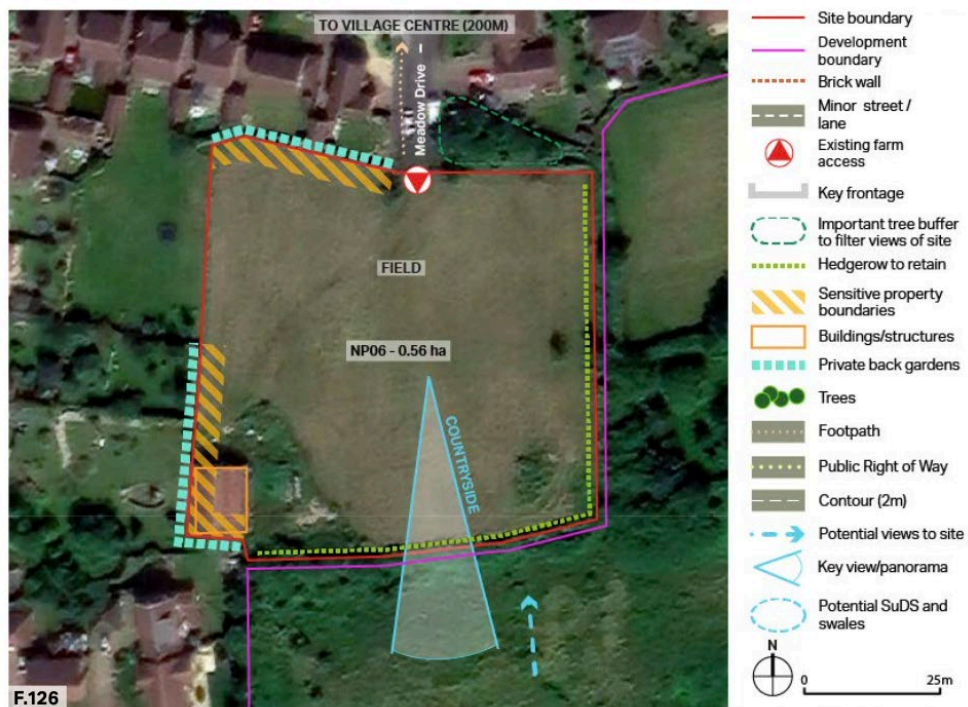 TO VILLAGE CENTRE (200M)
Meadow Drive
FIELD
NP06 - 0.56 ha
COUNTRYSIDE
F.126
Site boundary
Development
boundary
Brick wall
Minor street /
lane
Existing farm
access
Key frontage
Important tree buffer
to filter views of site
Hedgerow to retain
Sensitive property
boundaries
Buildings/structures
Private back gardens
Trees
Footpath
Public Right of Way
Contour (2m)
Potential views to site
Key view/panorama
Potential SuDS and
swales
N
0 25m